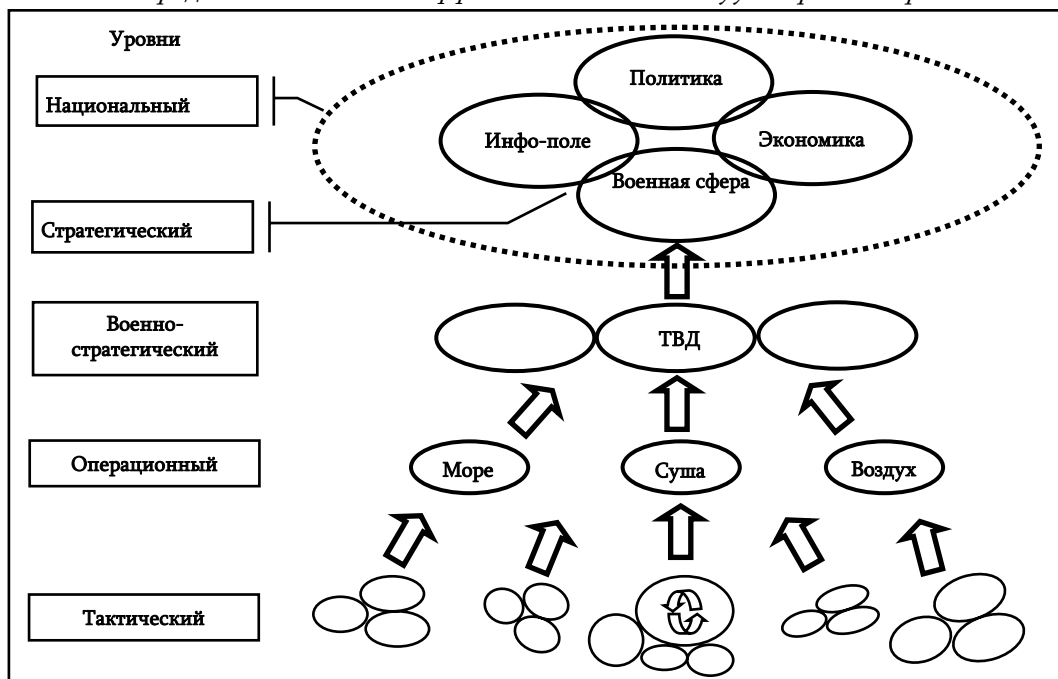 Уровни
Национальный
Стратегический
Военно-
стратегический
Операционный
Тактический
Политика
Инфо-поле
Экономика
Военная сфера
ТВД
Море
Суша
Воздух